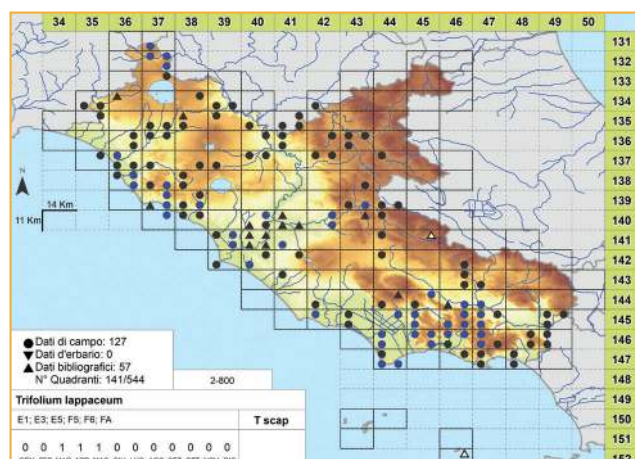 34 35 36 37 38 39 40 41 42 43 44 45 46 47 48 49 50
131
132
133
134
135
136
137
138
139
140
141
142
143
144
145
146
147
148
149
150
151
N
14 Km
11 Km
Dati di campo: 127
Dati d'erbario: 0
Dati bibliografici: 57
N° Quadranti: 141/544
2-800
Trifolium lappaceum
E1; E3; E5; F5; F6; FA
T scap
0 0 1 1 1 0 0 0 0 0 0 0